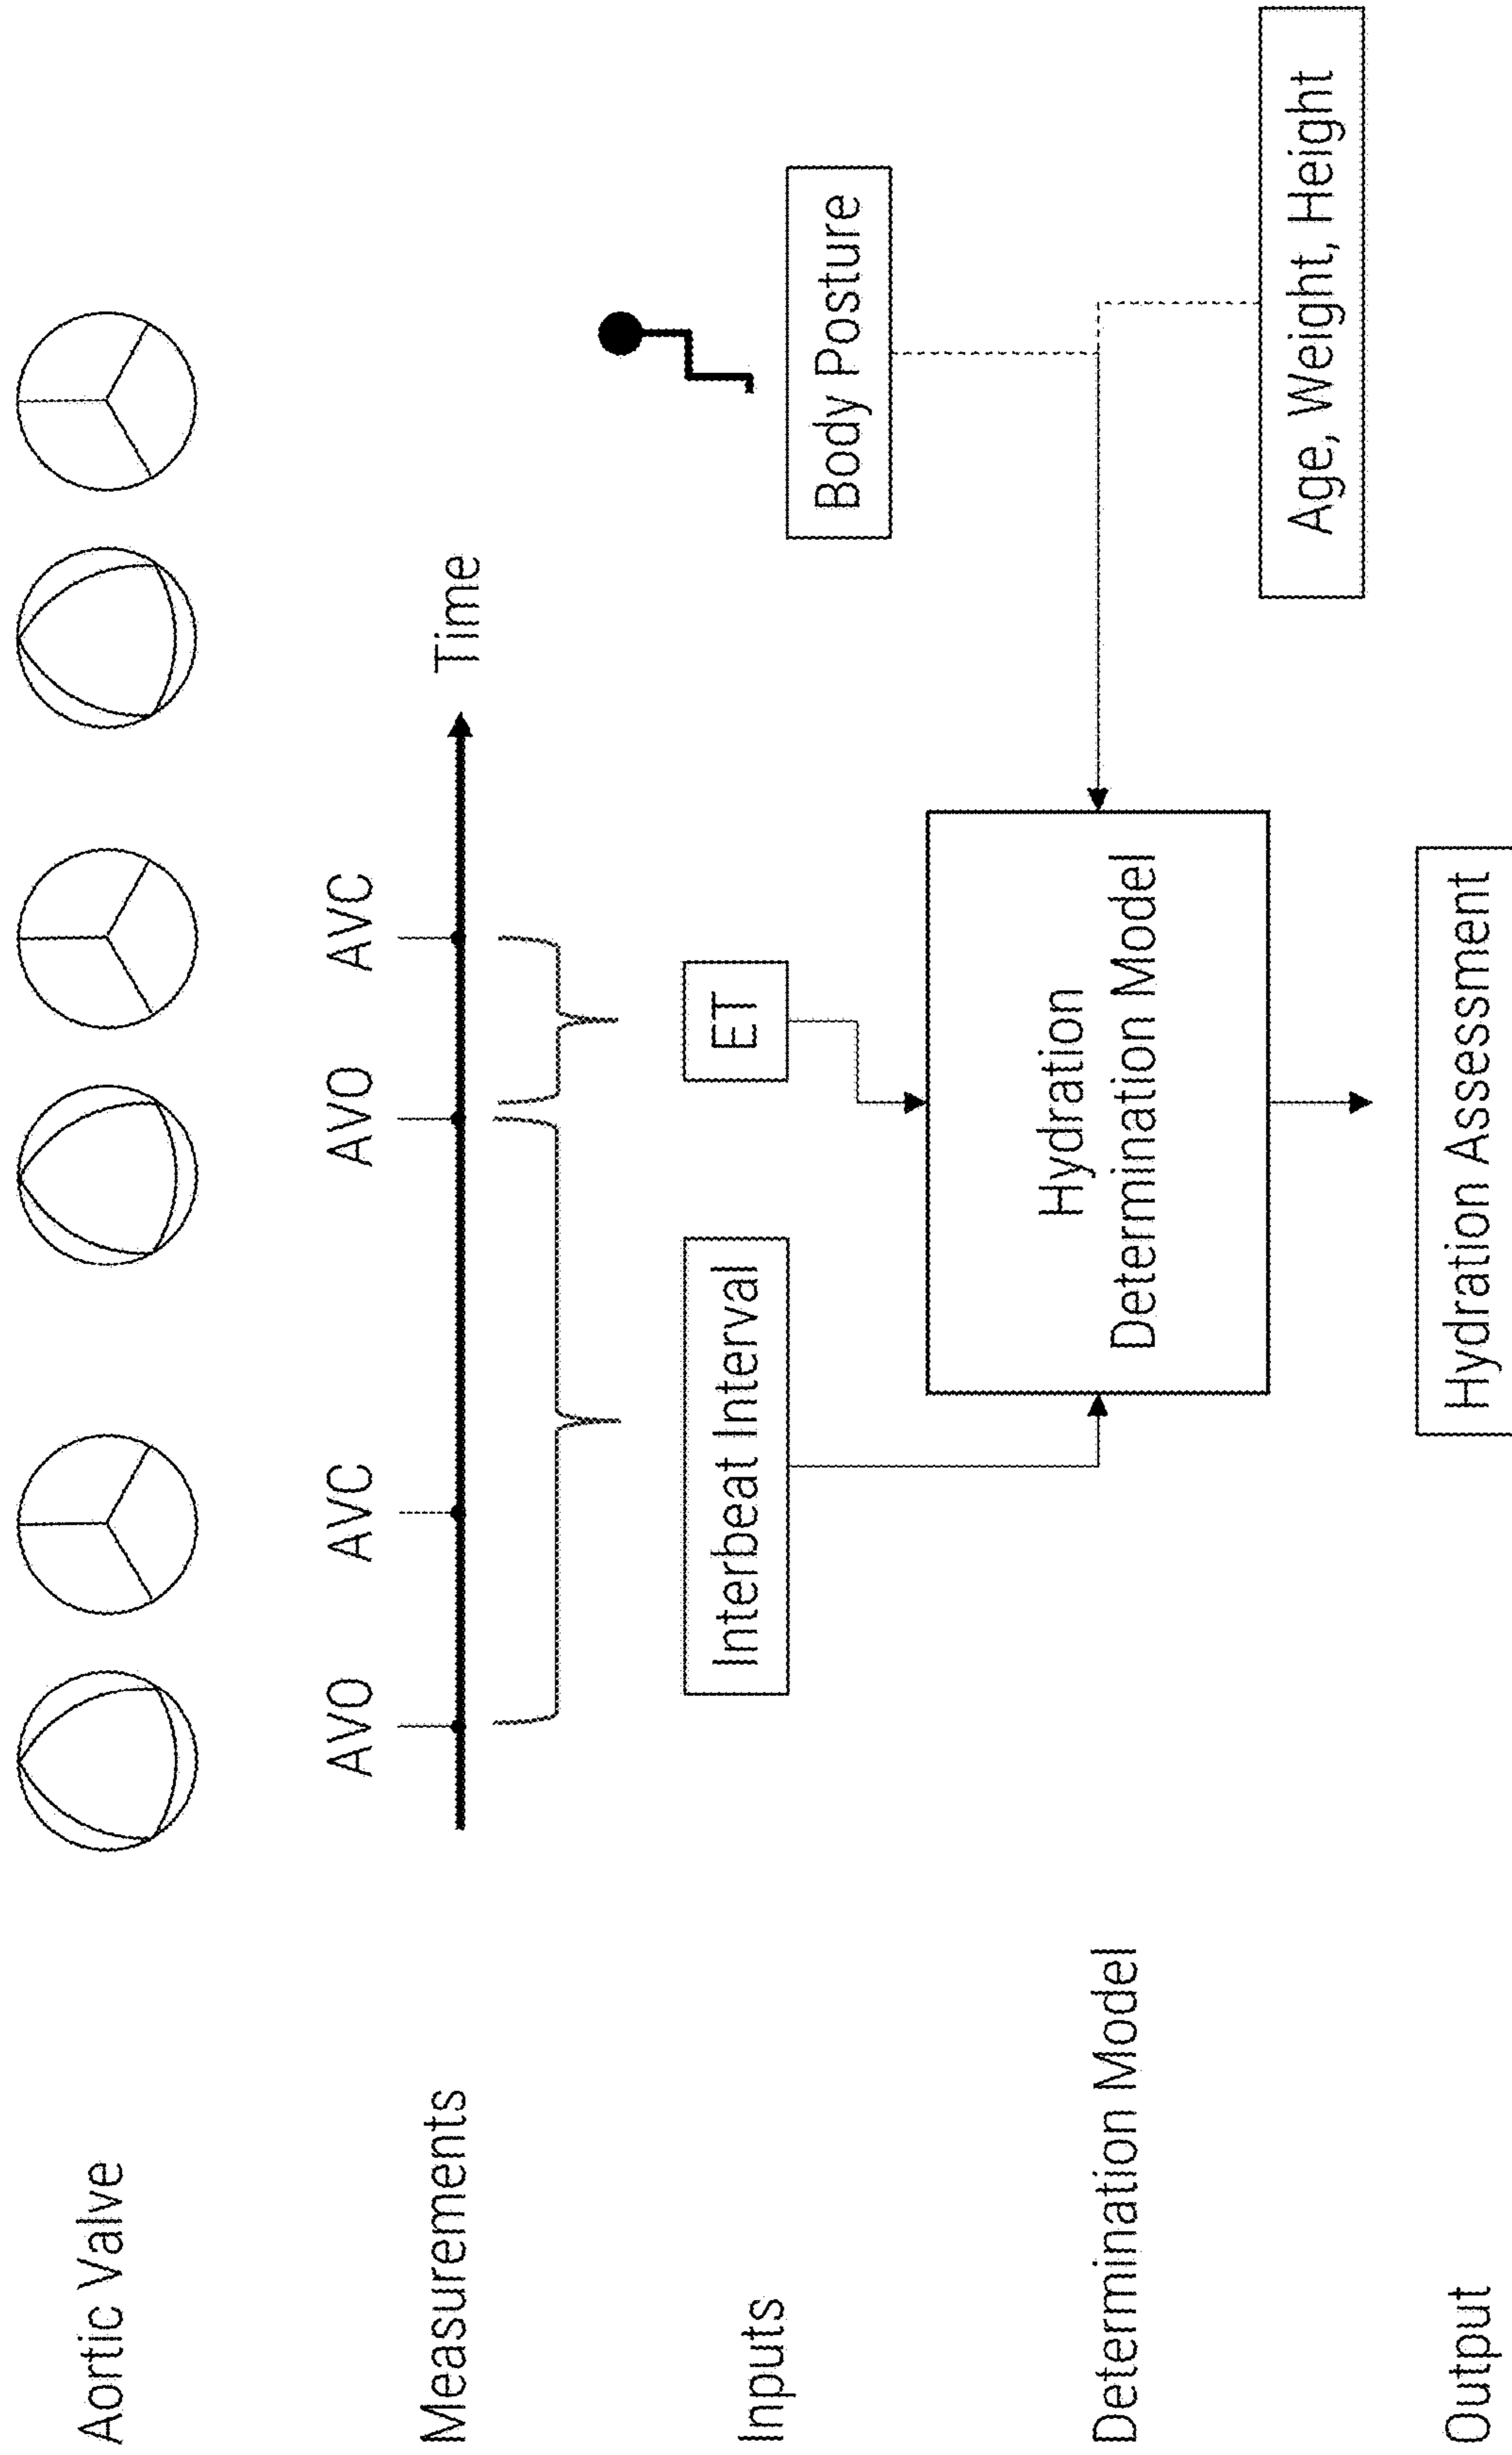 Aortic Valve
Measurements
AVO
AVC
AVO
AVC
Time
Inputs
Interbeat Interval
ET
Body Posture
Determination Model
Hydration
Determination Model
Age, Weight, Height
Output
Hydration Assessment